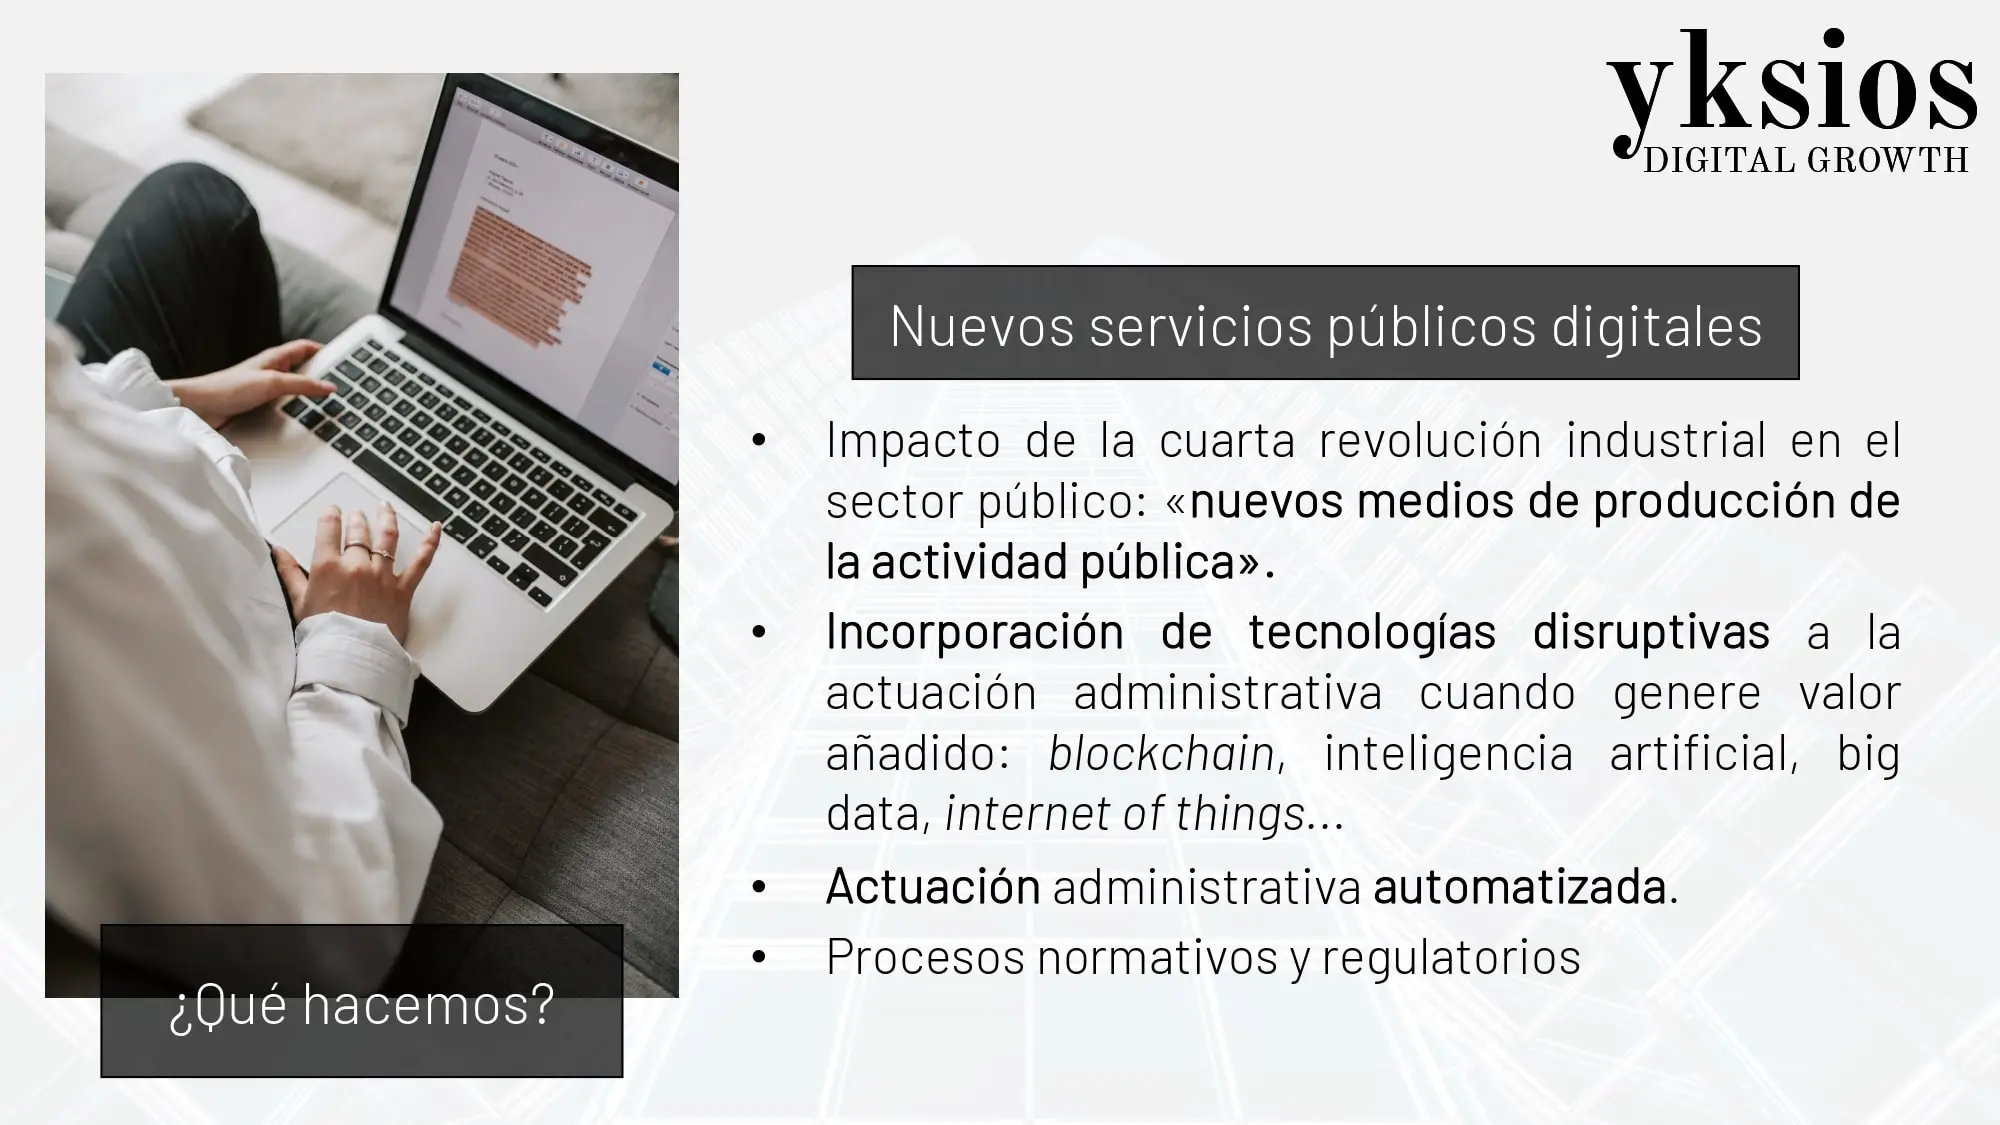 yksios
DIGITAL GROWTH
Nuevos servicios públicos digitales
• Impacto de la cuarta revolución industrial en el
sector público: «nuevos medios de producción de
la actividad pública».
• Incorporación de tecnologías disruptivas a la
actuación administrativa cuando genere valor
añadido: blockchain, inteligencia artificial, big
data, internet of things...
• Actuación administrativa automatizada.
• Procesos normativos y regulatorios
¿Qué hacemos?